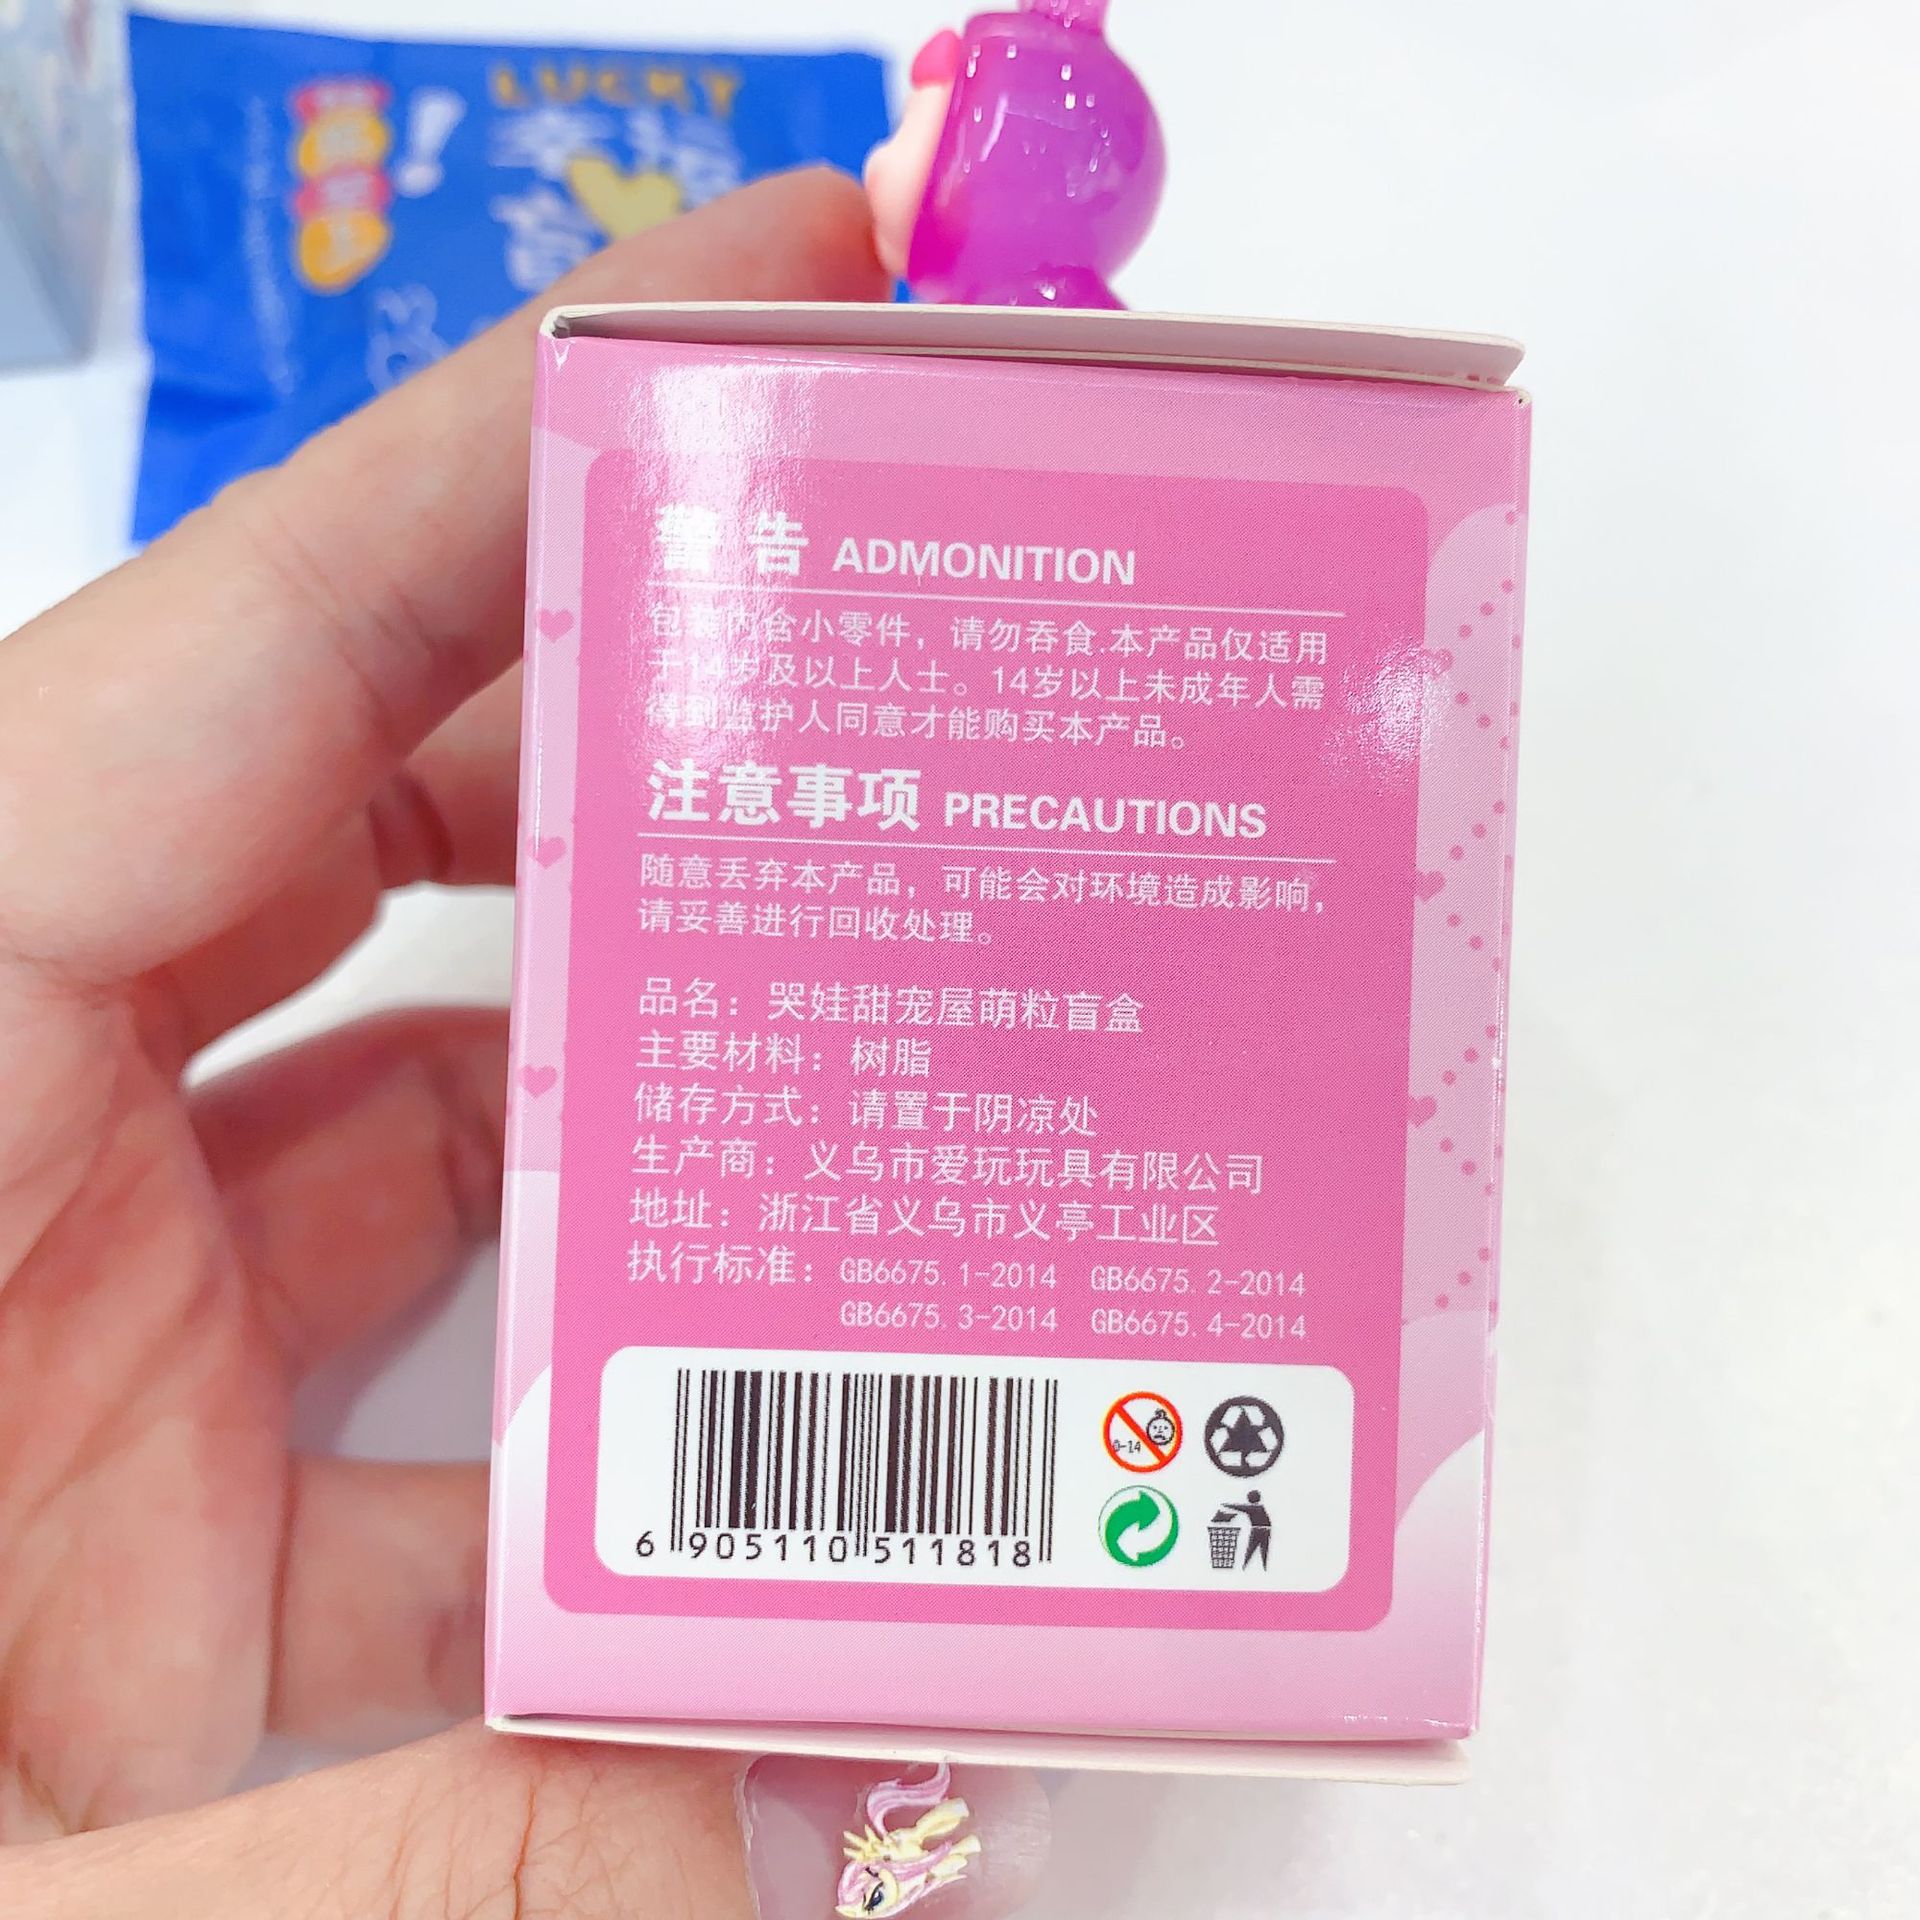 LUCKY
警告 ADMONITION
包装内含小零件，请勿吞食.本产品仅适用
于14岁及以上人士。14岁以上未成年人需
得到监护人同意才能购买本产品。
注意事项 PRECAUTIONS
随意丢弃本产品，可能会对环境造成影响，
请妥善进行回收处理。
品名：哭娃甜宠屋萌粒盲盒
主要材料：树脂
储存方式：请置于阴凉处
生产商：义乌市爱玩玩具有限公司
地址：浙江省义乌市义亭工业区
执行标准：GB6675.1-2014 GB6675.2-2014
GB6675.3-2014 GB6675.4-2014
0-14
6 905110 511818